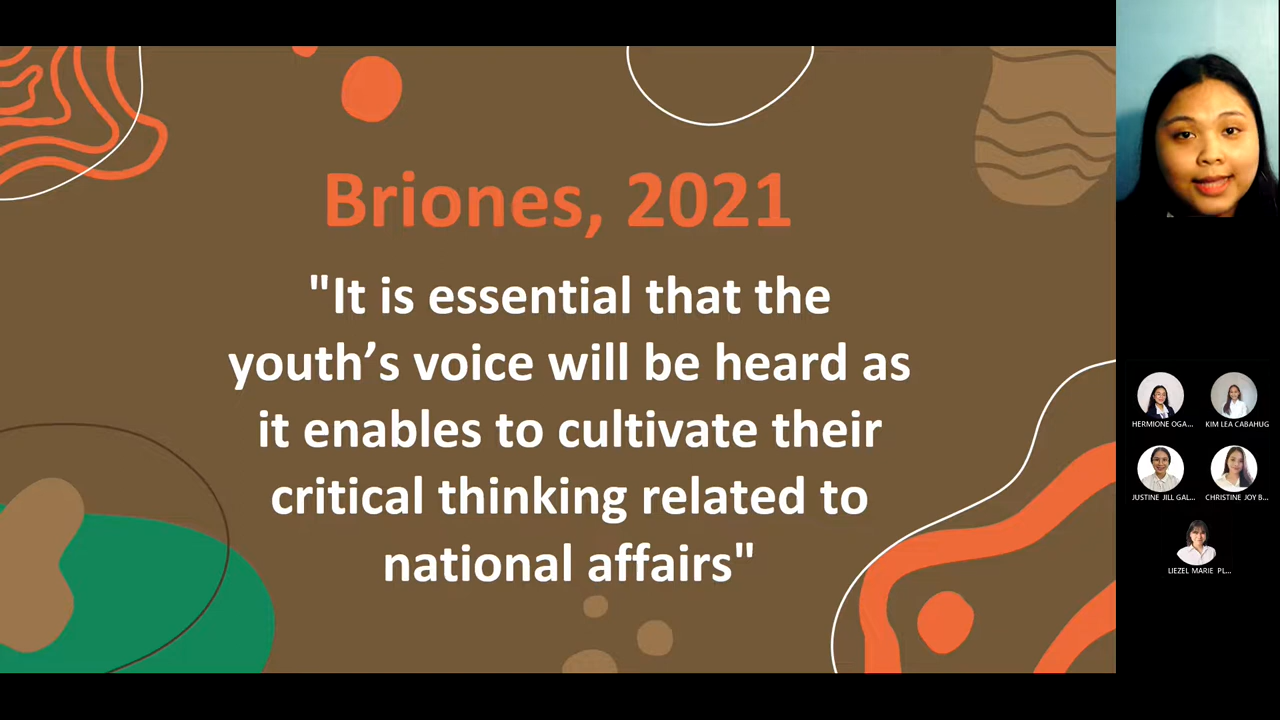 Briones, 2021
"It is essential that the
youth’s voice will be heard as
it enables to cultivate their
critical thinking related to
national affairs"
HERMIONE OGA...
KIM LEA CABAHUG
JUSTINE JILL GAL...
CHRISTINE JOY B...
LIEZEL MARIE PL...